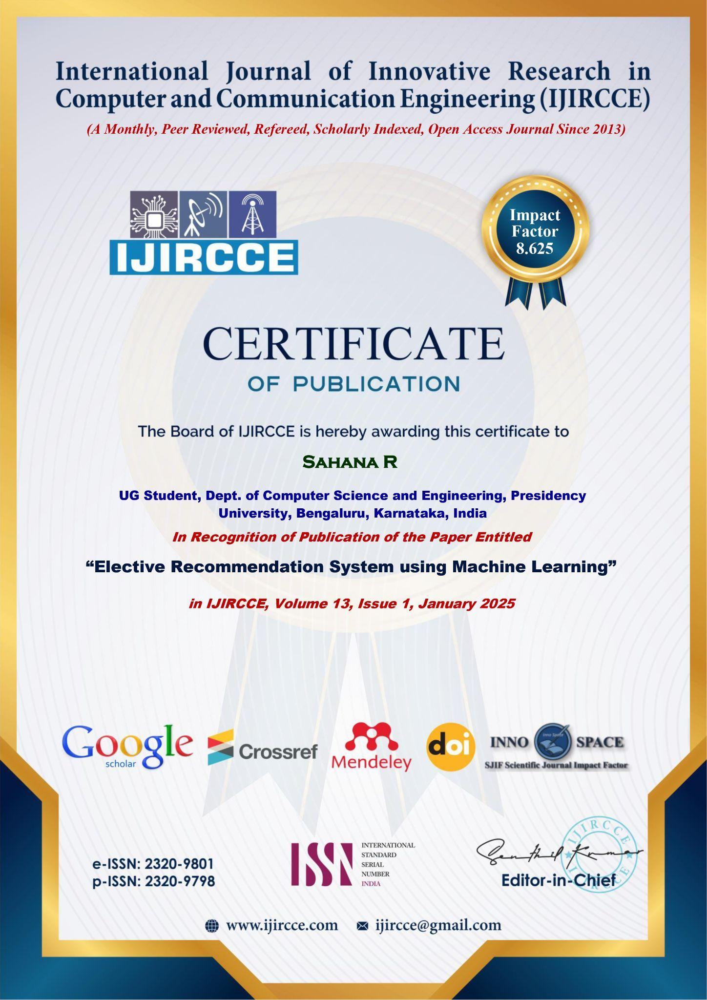 International Journal of Innovative Research in
Computer and Communication Engineering (IJIRCCE)
(A Monthly, Peer Reviewed, Refereed, Scholarly Indexed, Open Access Journal Since 2013)
IJIRCCE
Impact
Factor
8.625
CERTIFICATE
OF PUBLICATION
The Board of IJIRCCE is hereby awarding this certificate to
SAHANA R
UG Student, Dept. of Computer Science and Engineering, Presidency
University, Bengaluru, Karnataka, India
In Recognition of Publication of the Paper Entitled
“Elective Recommendation System using Machine Learning”
in IJIRCCE, Volume 13, Issue 1, January 2025
Google
scholar
Crossref
Mendeley
doi
INNO Inno Space SPACE
SJIF Scientific Journal Impact Factor
e-ISSN: 2320-9801
p-ISSN: 2320-9798
ISSN
INTERNATIONAL
STANDARD
SERIAL
NUMBER
INDIA
Senthil Kumar
IJIRCCE
IJIRCCE
Editor-in-Chief
www.ijircce.com ijircce@gmail.com